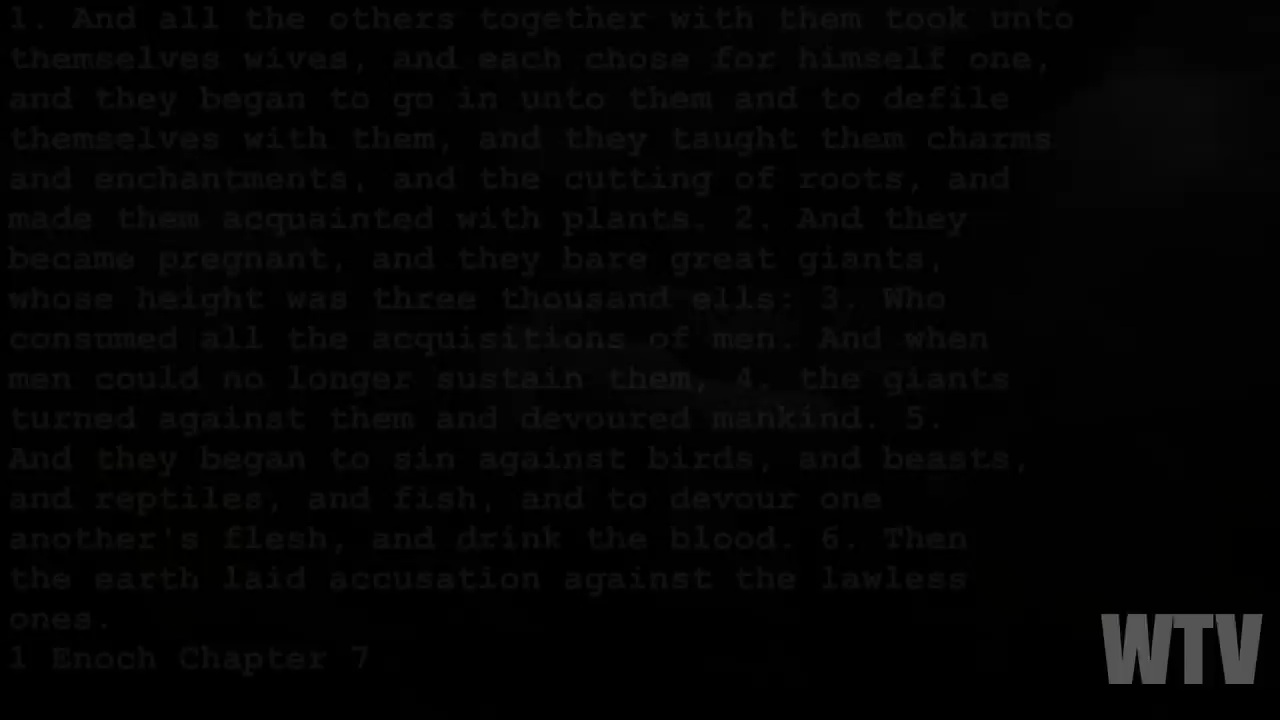 1. And all the others together with them took unto
themselves wives, and each chose for himself one,
and they began to go in unto them and to defile
themselves with them, and they taught them charms
and enchantments, and the cutting of roots, and
made them acquainted with plants. 2. And they
became pregnant, and they bare great giants,
whose height was three thousand ells: 3. Who
consumed all the acquisitions of men. And when
men could no longer sustain them, 4. the giants
turned against them and devoured mankind. 5.
And they began to sin against birds, and beasts,
and reptiles, and fish, and to devour one
another's flesh, and drink the blood. 6. Then
the earth laid accusation against the lawless
ones.
1 Enoch Chapter 7
WTV